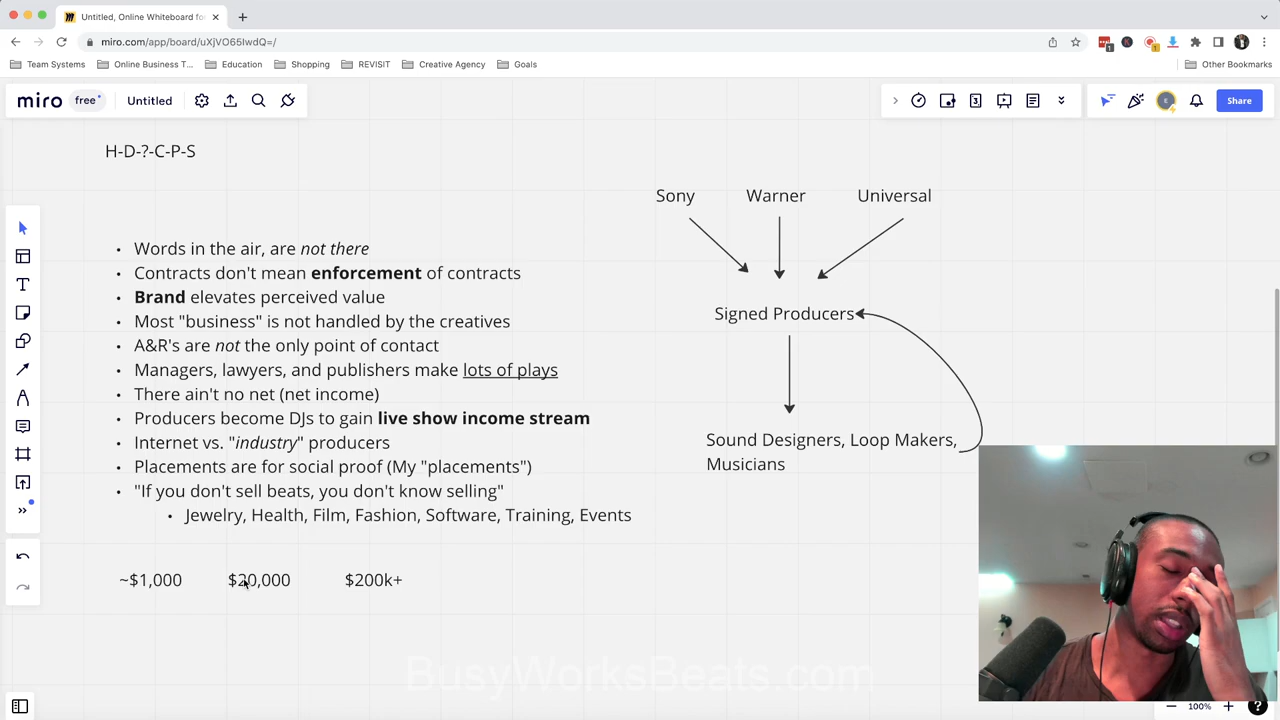 Untitled, Online Whiteboard fo
miro.com/app/board/uXjVO65IwdQ=/
1
1
Team Systems
Online Business T...
Education
Shopping
REVISIT
Creative Agency
Goals
Other Bookmarks
miro free Untitled
3
E
Share
H-D-?-C-P-S
Sony Warner Universal
• Words in the air, are not there
• Contracts don't mean enforcement of contracts
• Brand elevates perceived value
• Most "business" is not handled by the creatives
• A&R's are not the only point of contact
• Managers, lawyers, and publishers make lots of plays
• There ain't no net (net income)
• Producers become DJs to gain live show income stream
• Internet vs. "industry" producers
• Placements are for social proof (My "placements")
• "If you don't sell beats, you don't know selling"
• Jewelry, Health, Film, Fashion, Software, Training, Events
Signed Producers
Sound Designers, Loop Makers,
Musicians
~$1,000 $20,000 $200k+
BusyWorksBeats.com
100%
?